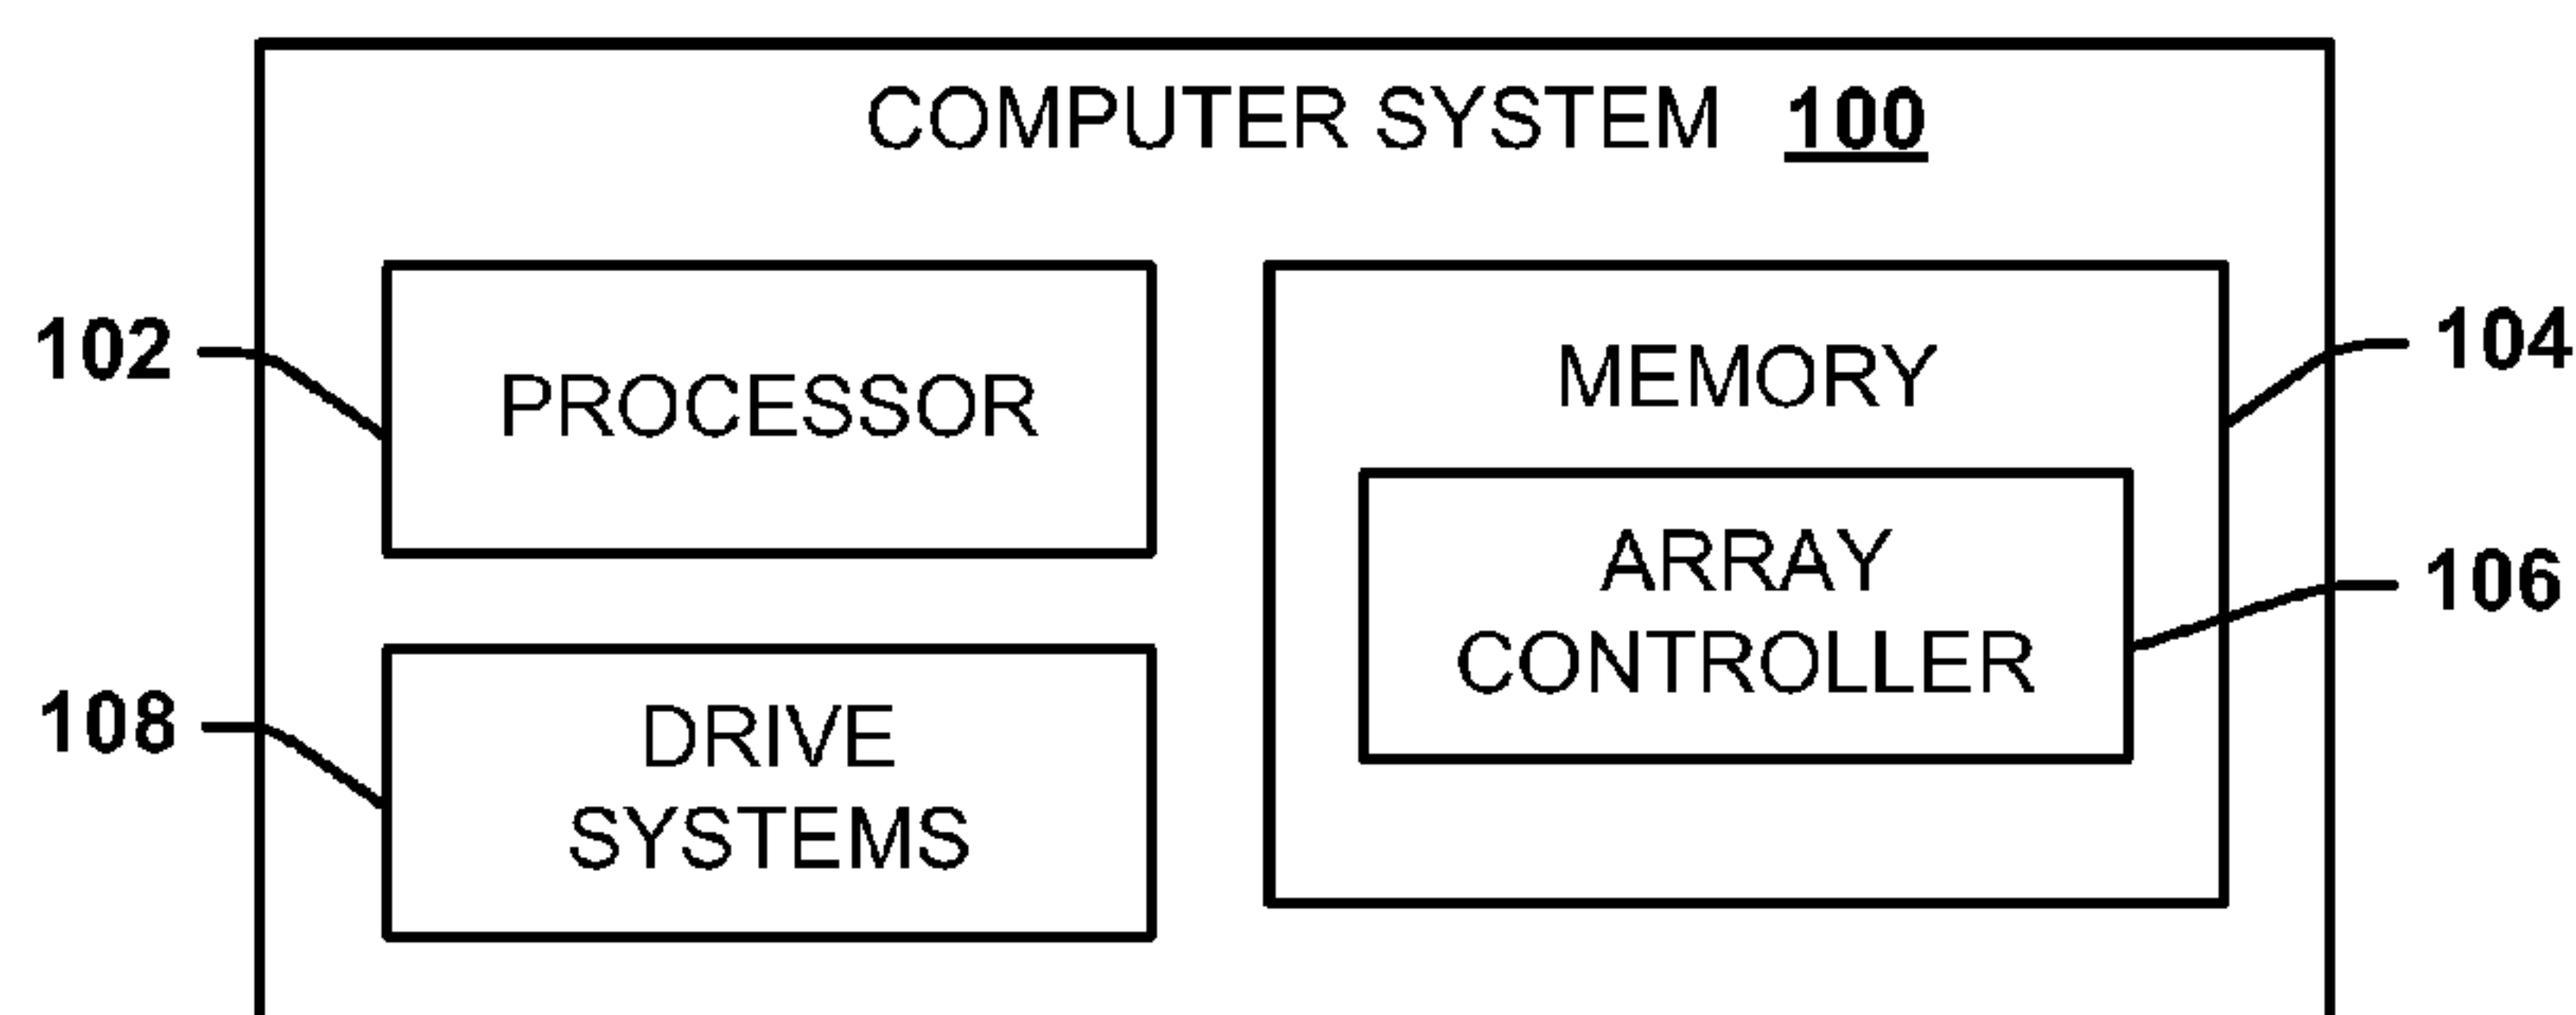 COMPUTER SYSTEM 100
102
PROCESSOR
MEMORY
104
ARRAY
CONTROLLER
106
108
DRIVE
SYSTEMS